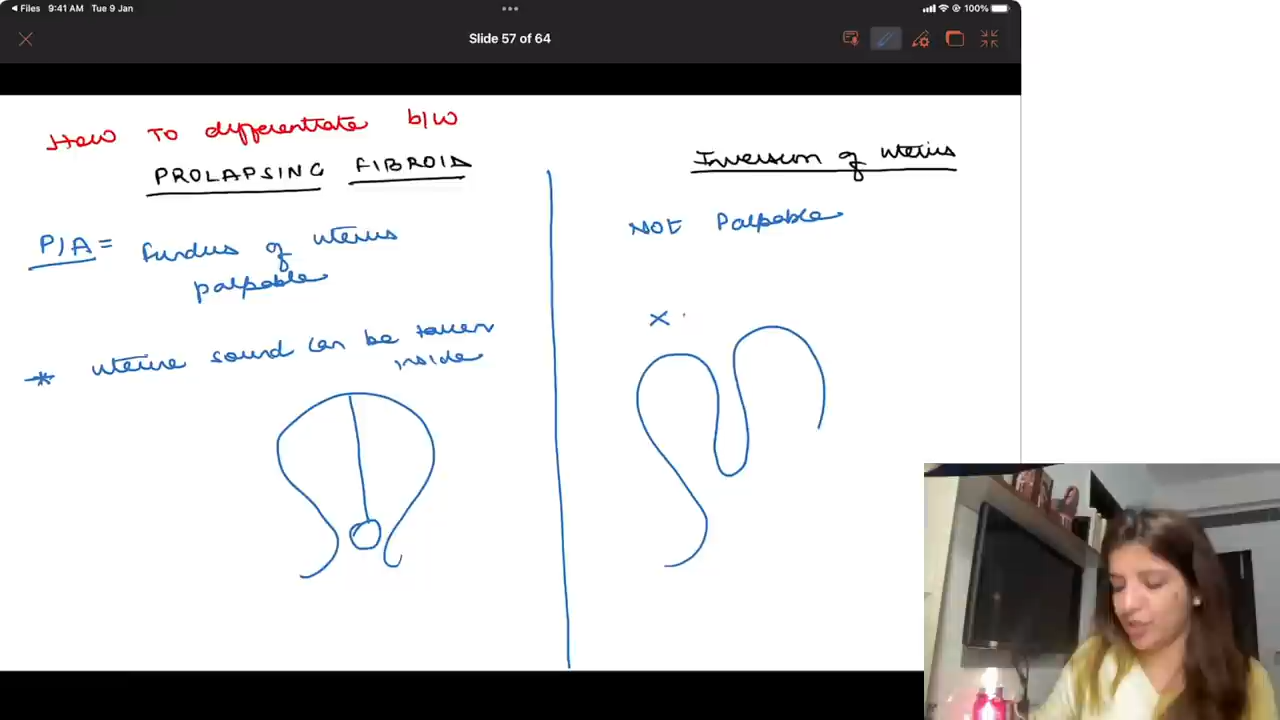 Files 9:41 AM Tue 9 Jan 100%
Slide 57 of 64
How To differentiate b/w
PROLAPSING FIBROID
Inversion of uterus
P/A = fundus of uterus
palpable
NOT Palpable
* uterine sound can be taken
inside
x